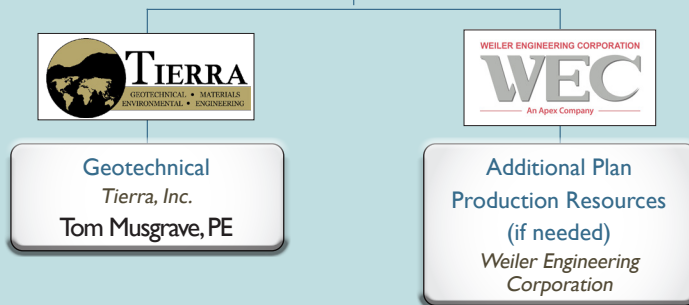 TIERRA
GEOTECHNICAL • MATERIALS
ENVIRONMENTAL • ENGINEERING
Geotechnical
Tierra, Inc.
Tom Musgrave, PE
WEILER ENGINEERING CORPORATION
WEC
An Apex Company
Additional Plan
Production Resources
(if needed)
Weiler Engineering
Corporation